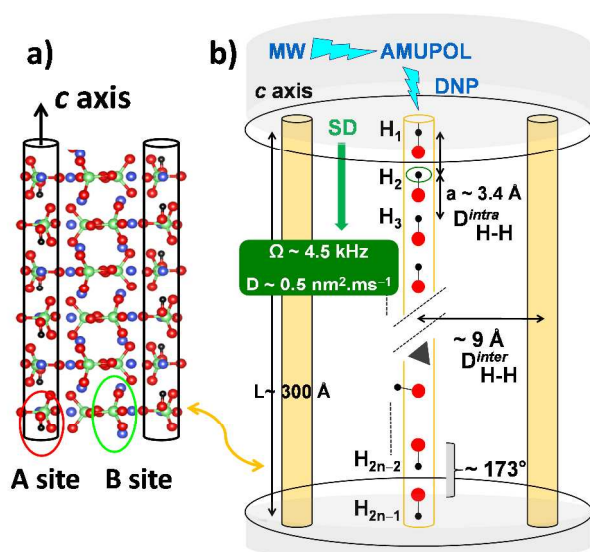 a)
c axis
A site
B site
b)
MW
AMUPOL
DNP
c axis
SD
H₁
H₂
a ~ 3.4 Å
H₃
Dⁱⁿᵗʳᵃ
H-H
Ω ~ 4.5 kHz
D ~ 0.5 nm².ms⁻¹
~ 9 Å
Dⁱⁿᵗᵉʳ
H-H
L~ 300 Å
H₂ₙ₋₂
~ 173°
H₂ₙ₋₁